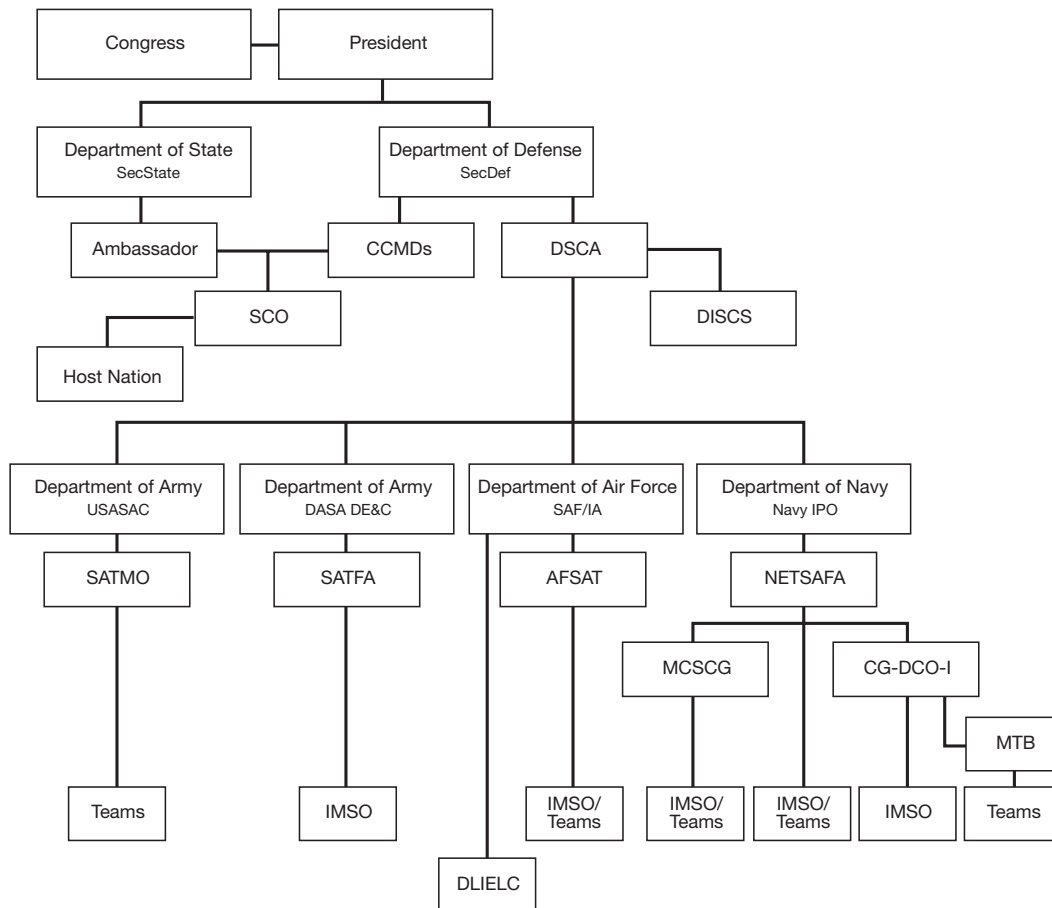 Congress
President
Department of State
SecState
Department of Defense
SecDef
Ambassador
CCMDs
DSCA
SCO
DISCS
Host Nation
Department of Army
USASAC
Department of Army
DASA DE&C
Department of Air Force
SAF/IA
Department of Navy
Navy IPO
SATMO
SATFA
AFSAT
NETSAFA
MCSCG
CG-DCO-I
MTB
Teams
IMSO
IMSO/
Teams
IMSO/
Teams
IMSO/
Teams
IMSO
Teams
DLIELC